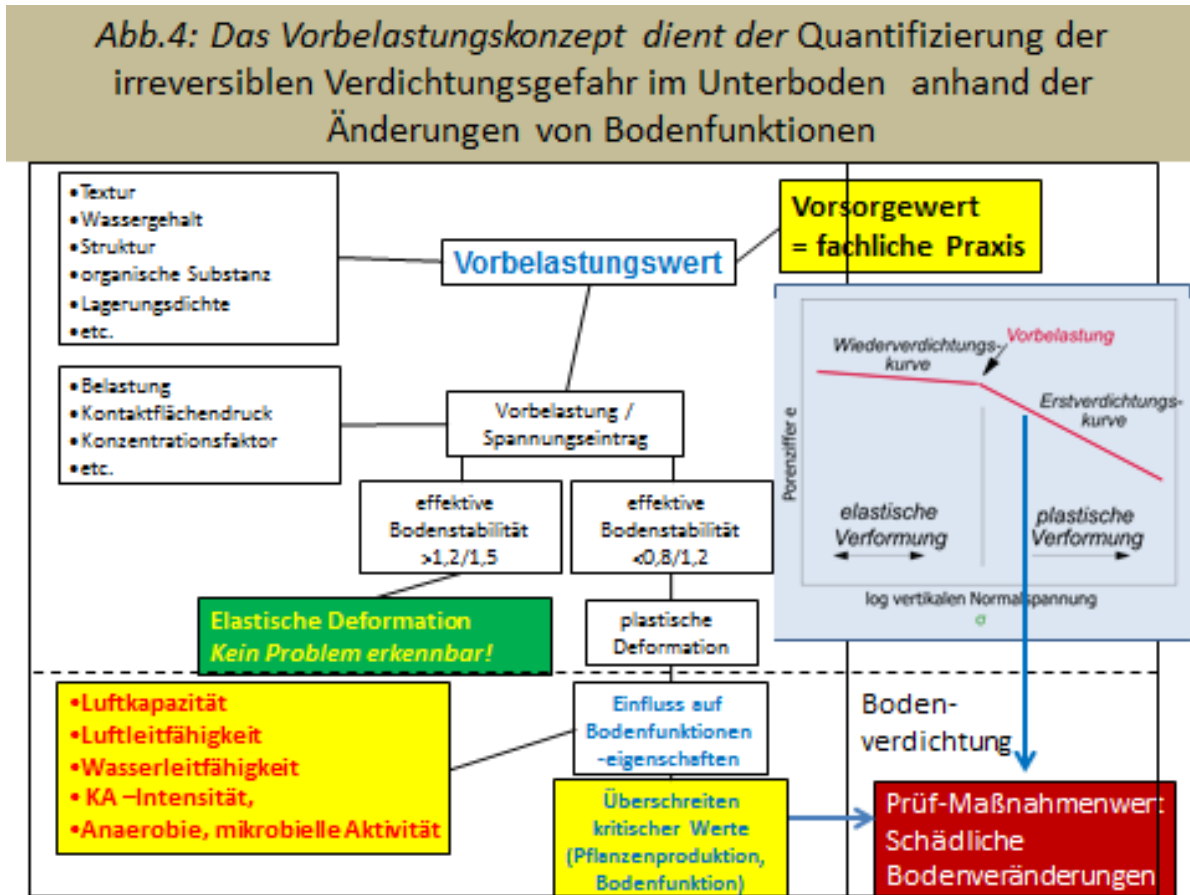 Abb.4: Das Vorbelastungskonzept dient der Quantifizierung der
irreversiblen Verdichtungsgefahr im Unterboden anhand der
Änderungen von Bodenfunktionen
•Textur
•Wassergehalt
•Struktur
•organische Substanz
•Lagerungsdichte
•etc.
Vorbelastungswert
Vorsorgewert
= fachliche Praxis
•Belastung
•Kontaktflächendruck
•Konzentrationsfaktor
•etc.
Vorbelastung /
Spannungseintrag
effektive
Bodenstabilität
>1,2/1,5
effektive
Bodenstabilität
<0,8/1,2
Elastische Deformation
Kein Problem erkennbar!
plastische
Deformation
Porenziffer e
Wiederverdichtungs-
kurve
Vorbelastung
Erstverdichtungs-
kurve
elastische
Verformung
plastische
Verformung
log vertikalen Normalspannung
σ
•Luftkapazität
•Luftleitfähigkeit
•Wasserleitfähigkeit
• KA –Intensität,
•Anaerobie, mikrobielle Aktivität
Einfluss auf
Bodenfunktionen
-eigenschaften
Überschreiten
kritischer Werte
(Pflanzenproduktion,
Bodenfunktion)
Boden-
verdichtung
Prüf-Maßnahmenwert
Schädliche
Bodenveränderungen